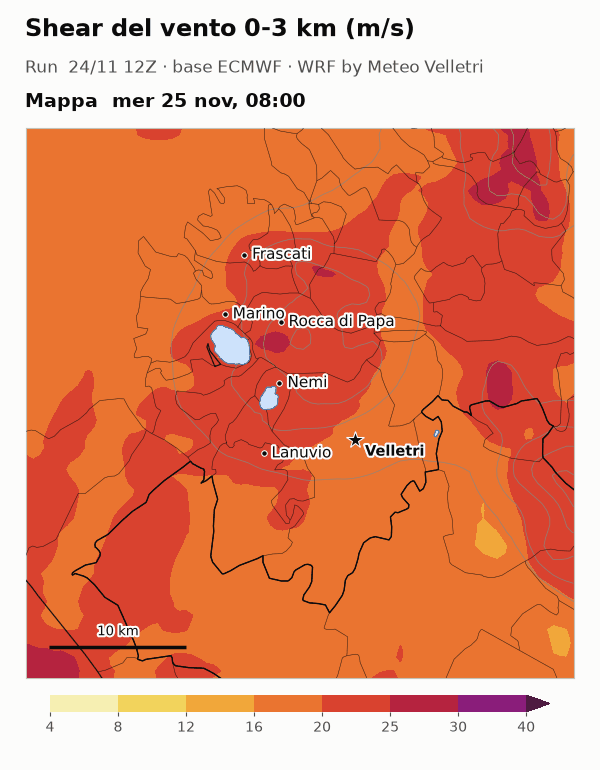 Shear del vento 0-3 km (m/s)
Run  24/11 12Z · base ECMWF · WRF by Meteo Velletri
Mappa  mer 25 nov, 08:00
Frascati
Marino
Rocca di Papa
Nemi
Velletri
Lanuvio
10 km
4 8 12 16 20 25 30 40